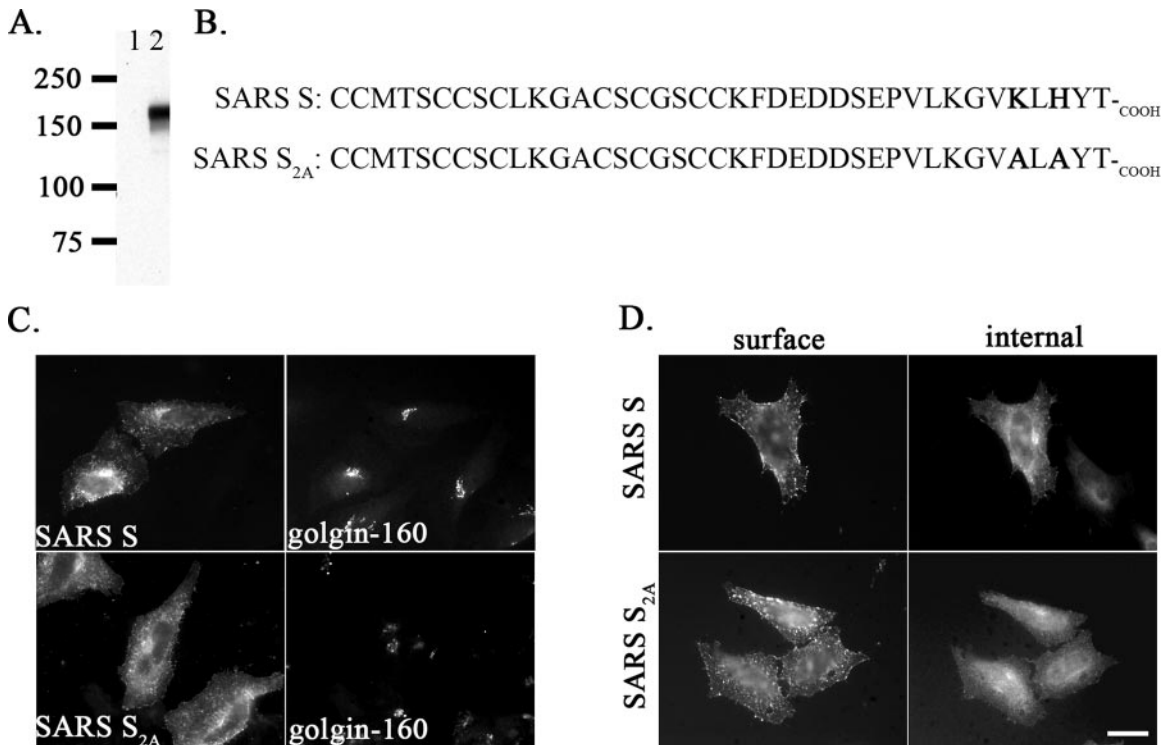 A.
1 2
250
150
100
75
B.
SARS S: CCMTSCCSCLKGACSCGSCCKFDEDDSEPVLKGVKLHYT-COOH
SARS S2A: CCMTSCCSCLKGACSCGSCCKFDEDDSEPVLKGVALAYT-COOH
C.
SARS S
golgin-160
SARS S2A
golgin-160
D.
surface internal
SARS S
SARS S2A